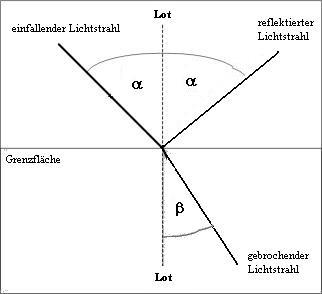 Lot
einfallender Lichtstrahl
reflektierter
Lichtstrahl
α α
Grenzfläche
β
gebrochender
Lichtstrahl
Lot